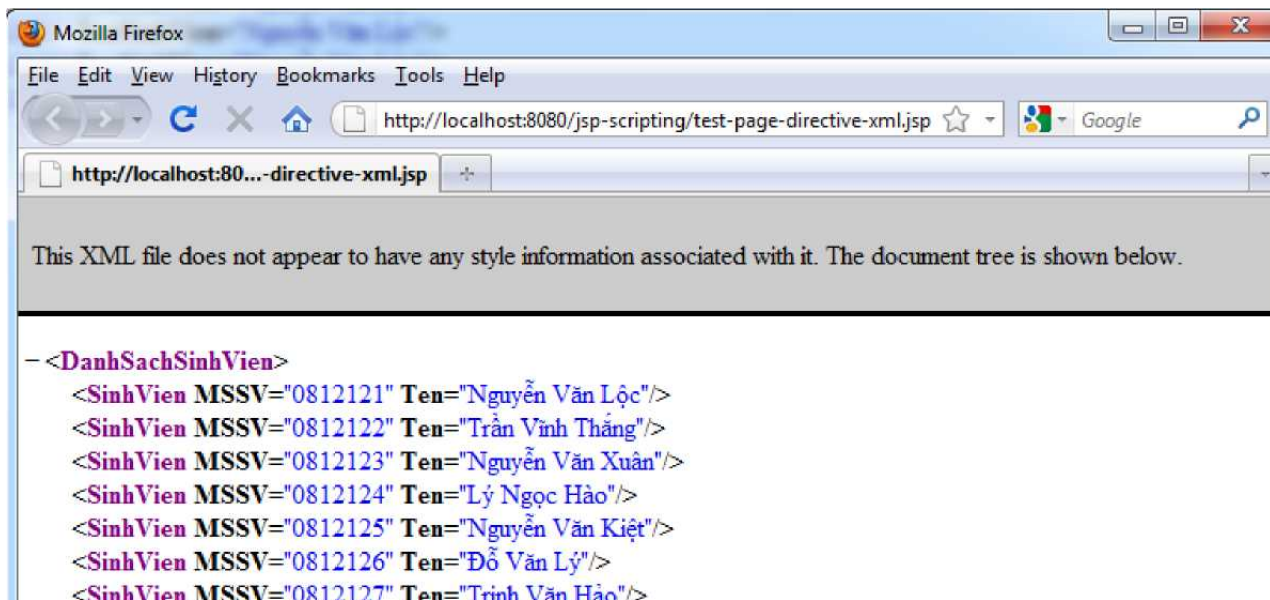 Mozilla Firefox
File Edit View History Bookmarks Tools Help
http://localhost:8080/jsp-scripting/test-page-directive-xml.jsp Google
http://localhost:80...-directive-xml.jsp
This XML file does not appear to have any style information associated with it. The document tree is shown below.
−<DanhSachSinhVien>
<SinhVien MSSV="0812121" Ten="Nguyễn Văn Lộc"/>
<SinhVien MSSV="0812122" Ten="Trần Vĩnh Thắng"/>
<SinhVien MSSV="0812123" Ten="Nguyễn Văn Xuân"/>
<SinhVien MSSV="0812124" Ten="Lý Ngọc Hào"/>
<SinhVien MSSV="0812125" Ten="Nguyễn Văn Kiệt"/>
<SinhVien MSSV="0812126" Ten="Đỗ Văn Lý"/>
<SinhVien MSSV="0812127" Ten="Trịnh Văn Hảo"/>